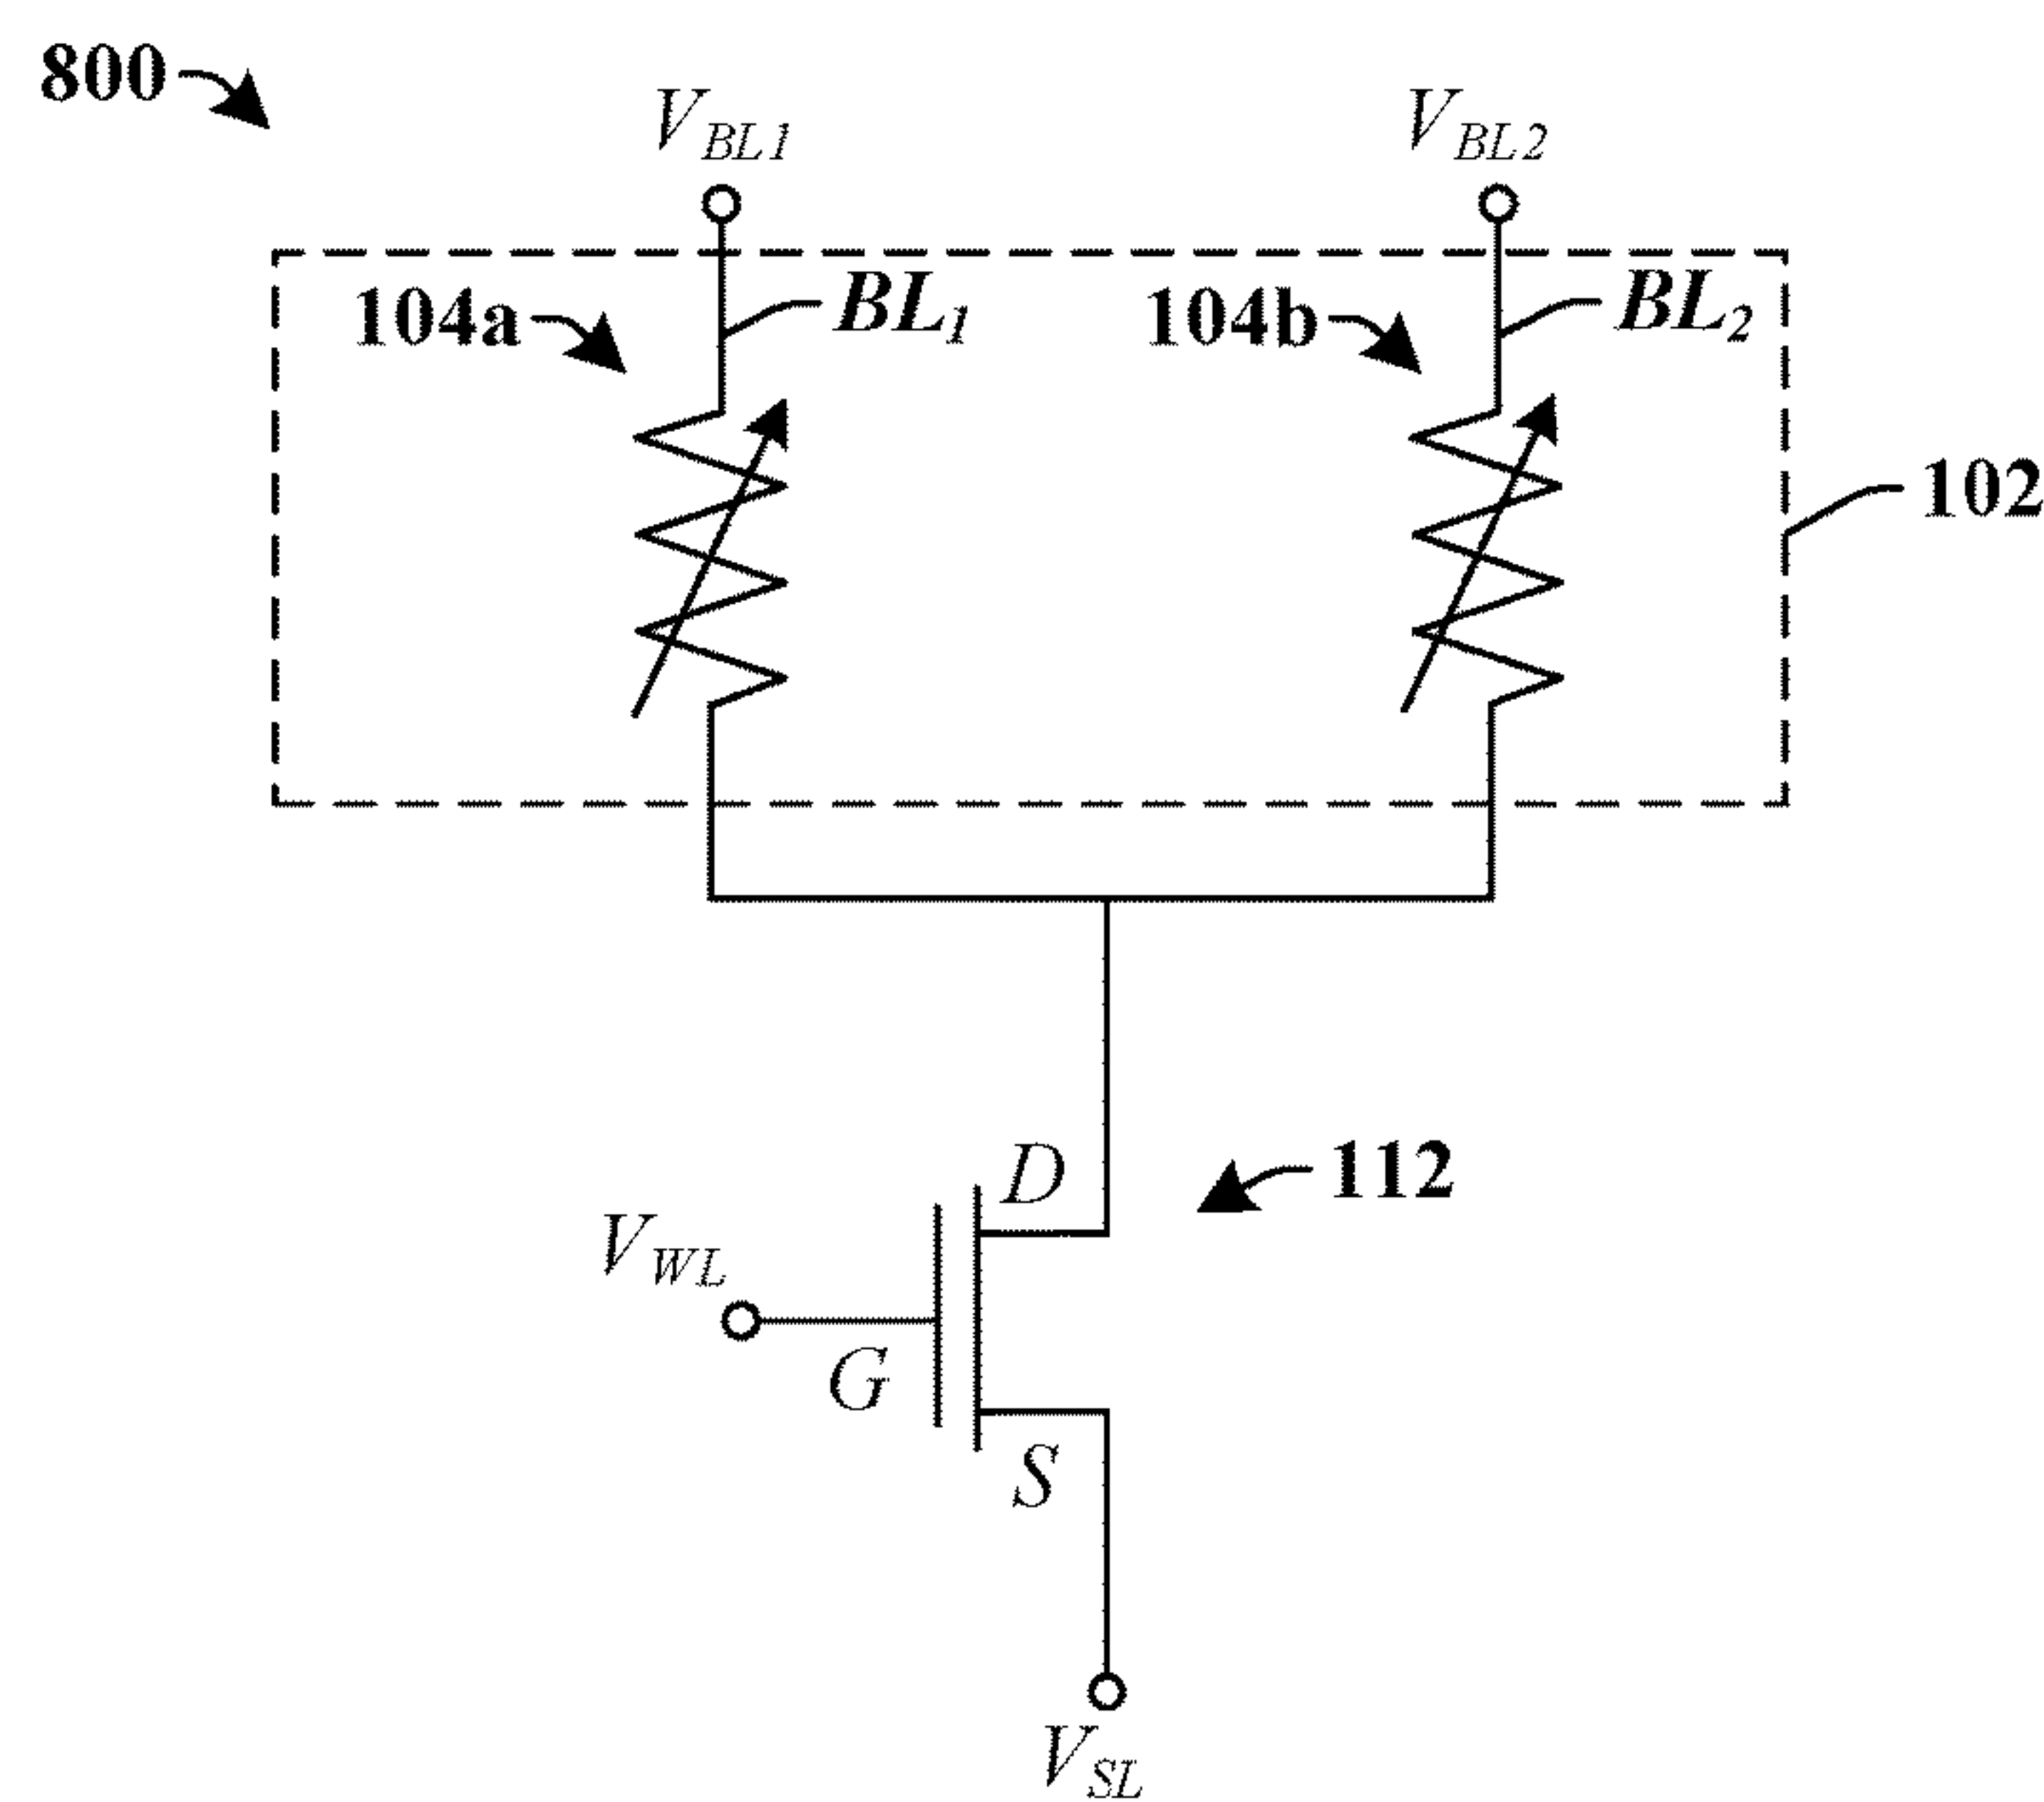 800
V_BL1
V_BL2
104a
BL_1
104b
BL_2
102
D
112
V_WL
G
S
V_SL